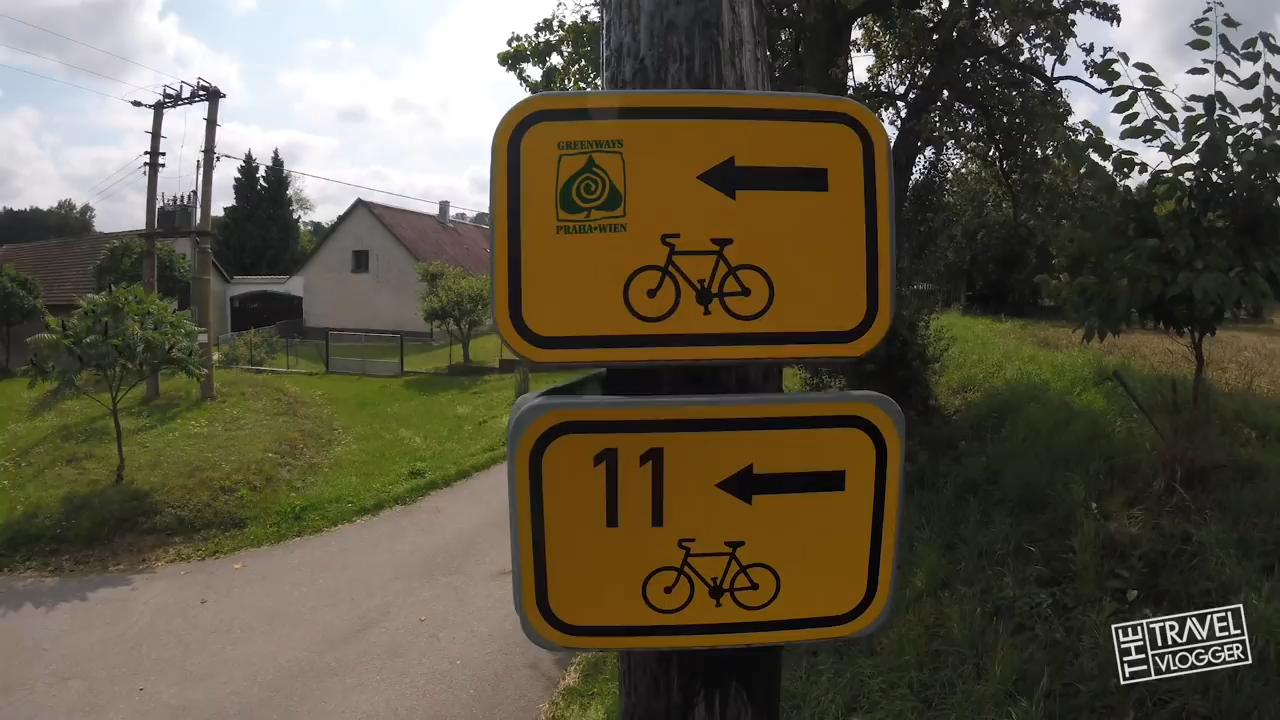 GREENWAYS
PRAHA•WIEN
11
THE TRAVEL
VLOGGER